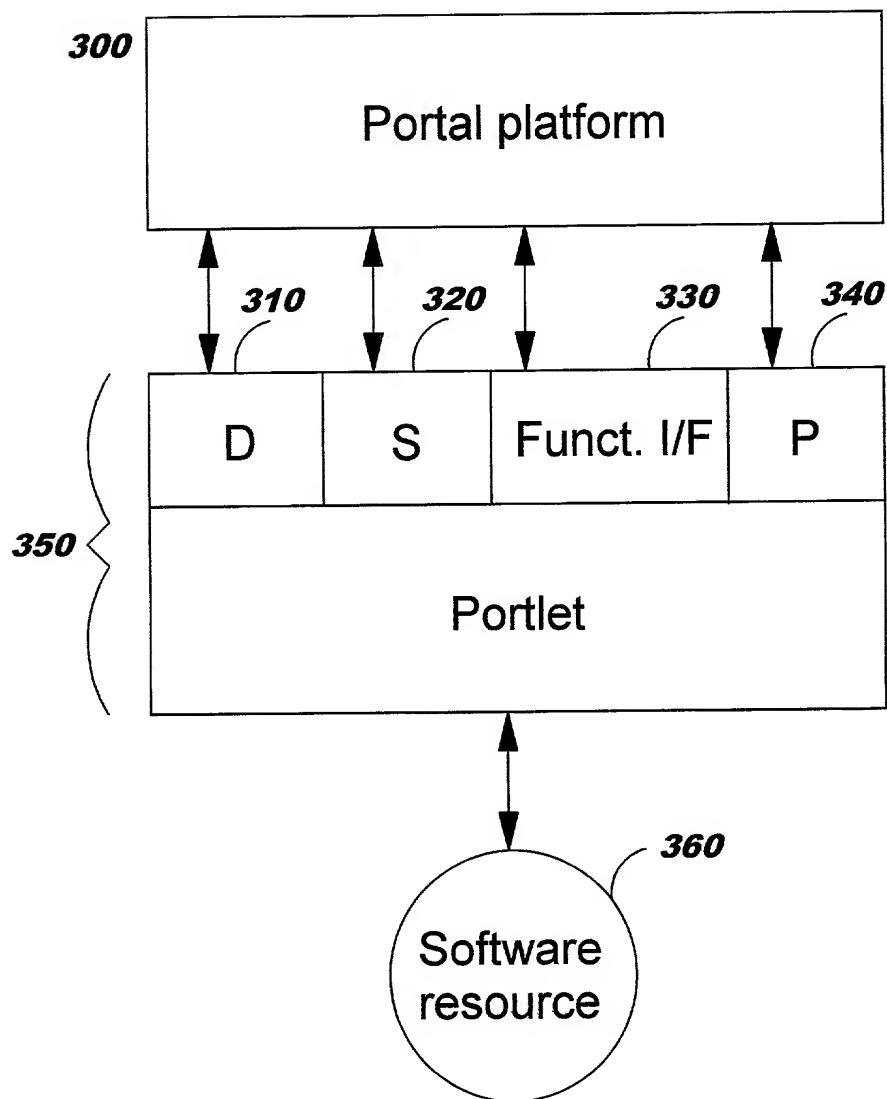 300
Portal platform
310
320
330
340
D
S
Funct. I/F
P
350
Portlet
360
Software
resource